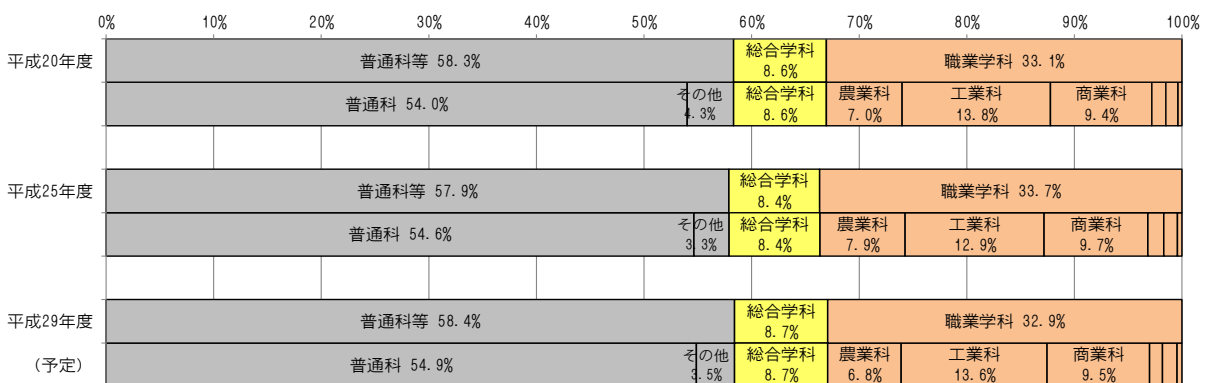 0% 10% 20% 30% 40% 50% 60% 70% 80% 90% 100%
平成20年度
普通科等 58.3%
総合学科
8.6%
職業学科 33.1%
普通科 54.0%
その他
4.3%
総合学科
8.6%
農業科
7.0%
工業科
13.8%
商業科
9.4%
平成25年度
普通科等 57.9%
総合学科
8.4%
職業学科 33.7%
普通科 54.6%
その他
3.3%
総合学科
8.4%
農業科
7.9%
工業科
12.9%
商業科
9.7%
平成29年度
(予定)
普通科等 58.4%
総合学科
8.7%
職業学科 32.9%
普通科 54.9%
その他
3.5%
総合学科
8.7%
農業科
6.8%
工業科
13.6%
商業科
9.5%